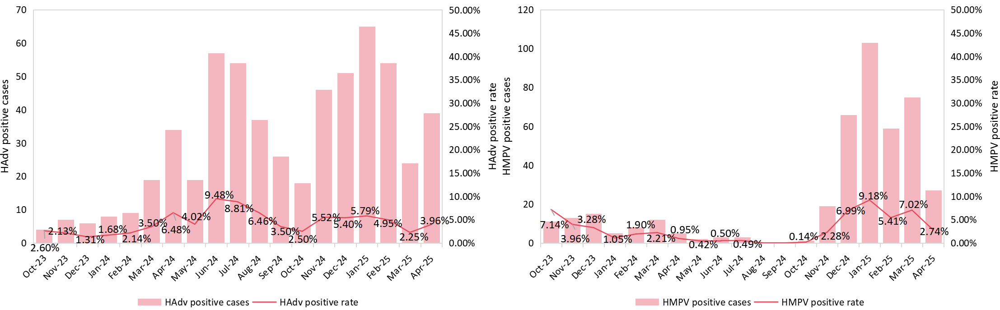 70
60
50
40
30
20
10
0
HAdv positive cases
50.00%
45.00%
40.00%
35.00%
30.00%
25.00%
20.00%
15.00%
10.00%
5.00%
0.00%
HAdv positive rate
2.60%
2.13%
1.31%
1.68%
2.14%
3.50%
6.48%
4.02%
9.48%
8.81%
6.46%
3.50%
2.50%
5.52%
5.40%
5.79%
4.95%
2.25%
3.96%
Oct-23
Nov-23
Dec-23
Jan-24
Feb-24
Mar-24
Apr-24
May-24
Jun-24
Jul-24
Aug-24
Sep-24
Oct-24
Nov-24
Dec-24
Jan-25
Feb-25
Mar-25
Apr-25
HAdv positive cases
HAdv positive rate
120
100
80
60
40
20
0
HMPV positive cases
50.00%
45.00%
40.00%
35.00%
30.00%
25.00%
20.00%
15.00%
10.00%
5.00%
0.00%
HMPV positive rate
7.14%
3.96%
3.28%
1.05%
1.90%
2.21%
0.95%
0.42%
0.50%
0.49%
0.14%
2.28%
6.99%
9.18%
5.41%
7.02%
2.74%
Oct-23
Nov-23
Dec-23
Jan-24
Feb-24
Mar-24
Apr-24
May-24
Jun-24
Jul-24
Aug-24
Sep-24
Oct-24
Nov-24
Dec-24
Jan-25
Feb-25
Mar-25
Apr-25
HMPV positive cases
HMPV positive rate